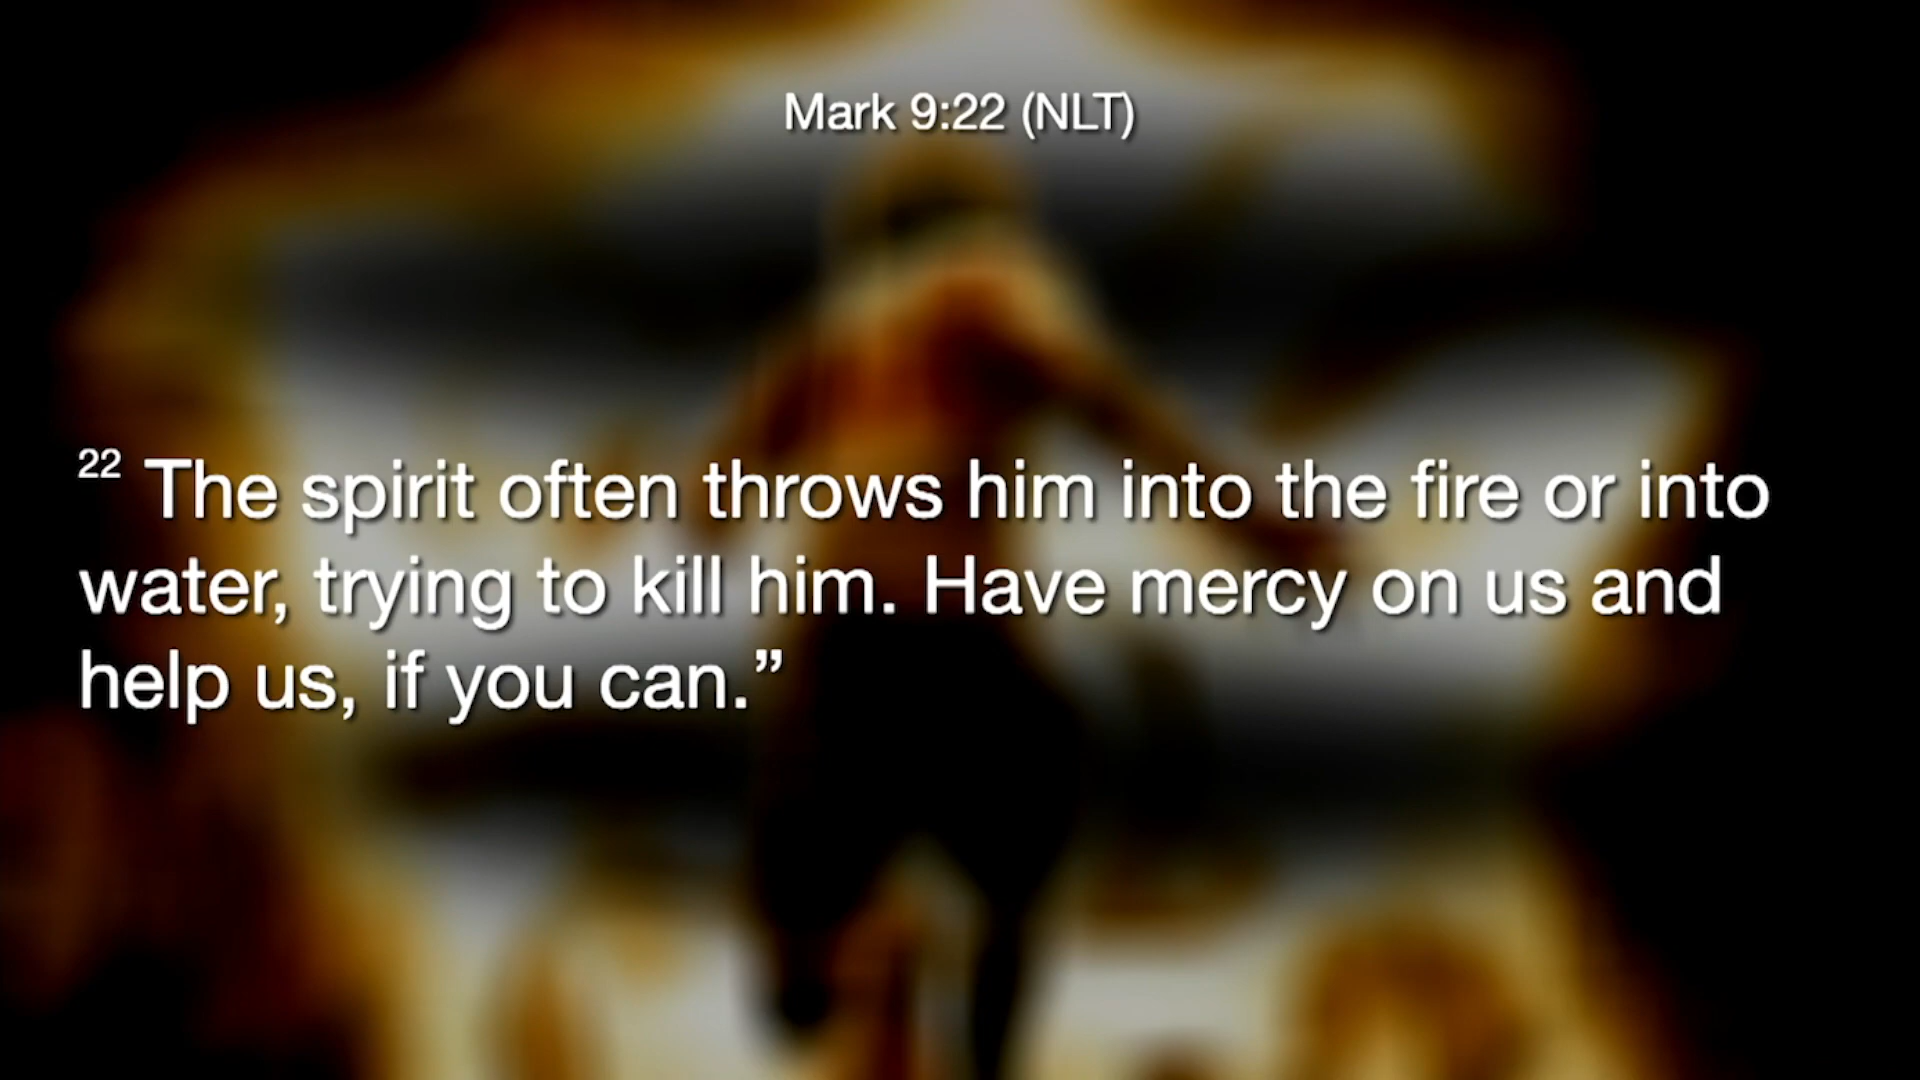 Mark 9:22 (NLT)
22 The spirit often throws him into the fire or into
water, trying to kill him. Have mercy on us and
help us, if you can.”